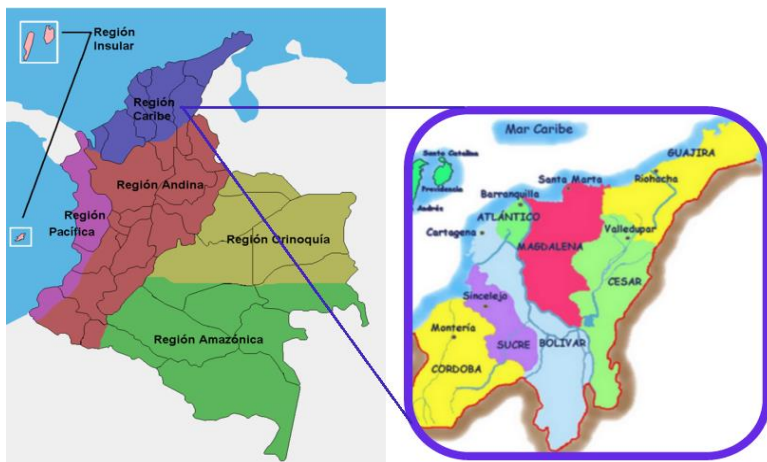 Región
Insular
Región
Caribe
Región Andina
Región
Pacífica
Región Orinoquía
Región Amazónica
Mar Caribe
Santa Catalina
Providencia
Andrés
GUAJIRA
Santa Marta
Riohacha
Barranquilla
ATLÁNTICO
Cartagena
MAGDALENA
Valledupar
CESAR
Sincelejo
Montería
SUCRE
BOLIVAR
CORDOBA